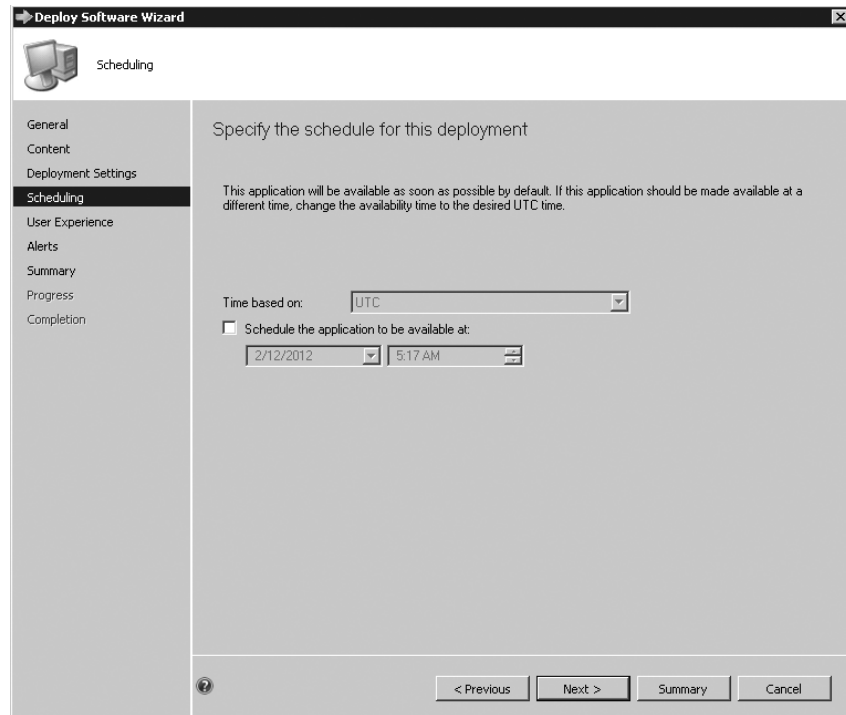 Deploy Software Wizard
Scheduling
General
Content
Deployment Settings
Scheduling
User Experience
Alerts
Summary
Progress
Completion
Specify the schedule for this deployment
This application will be available as soon as possible by default. If this application should be made available at a
different time, change the availability time to the desired UTC time.
Time based on: UTC
Schedule the application to be available at:
2/12/2012 5:17 AM
< Previous Next > Summary Cancel